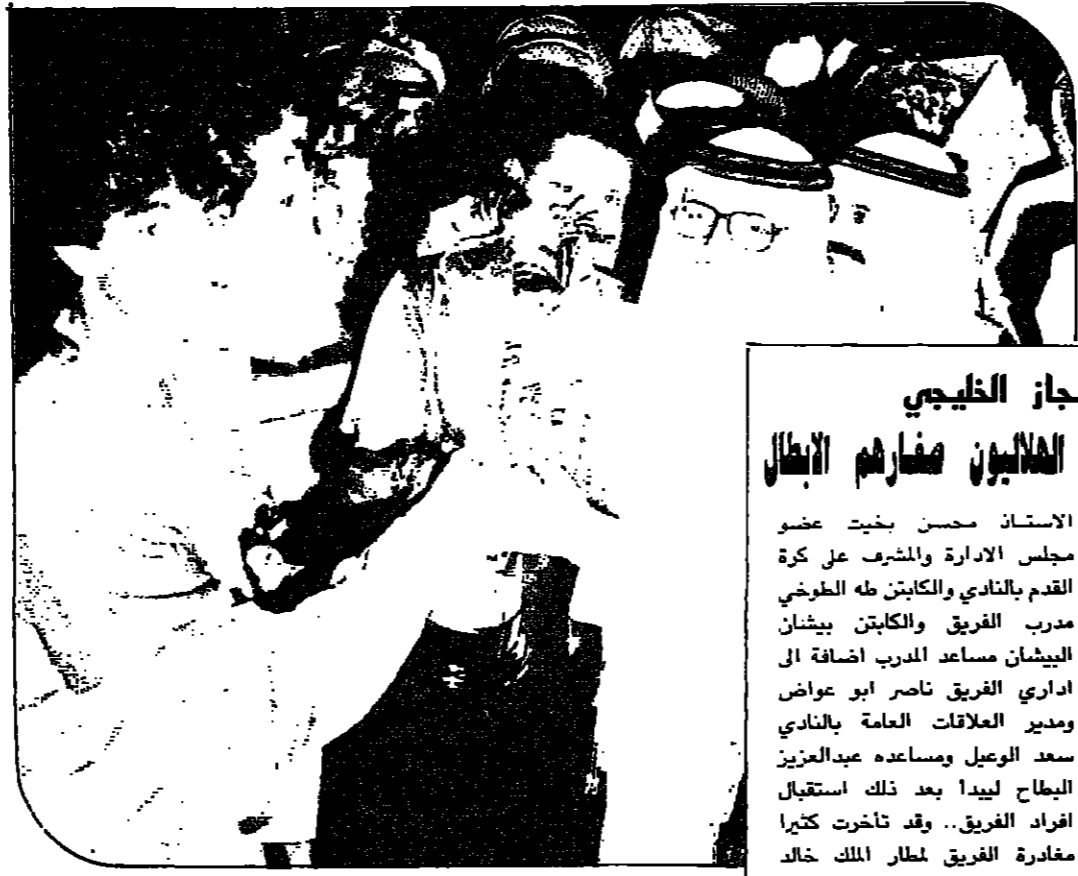 جاز الخليجي
الهلاليون صغارهم الابطال
الاستاذ محسن بخيت عضو
مجلس الادارة والمشرف على كرة
القدم بالنادي والكابتن طه الطوخي
مدرب الفريق والكابتن بيشان
البيشان مساعد المدرب اضافة الى
اداري الفريق ناصر ابو عواض
ومدير العلاقات العامة بالنادي
سعد الوعيل ومساعده عبدالعزيز
البطاح ليبدأ بعد ذلك استقبال
افراد الفريق.. وقد تأخرت كثيرا
مغادرة الفريق لمطار الملك خالد